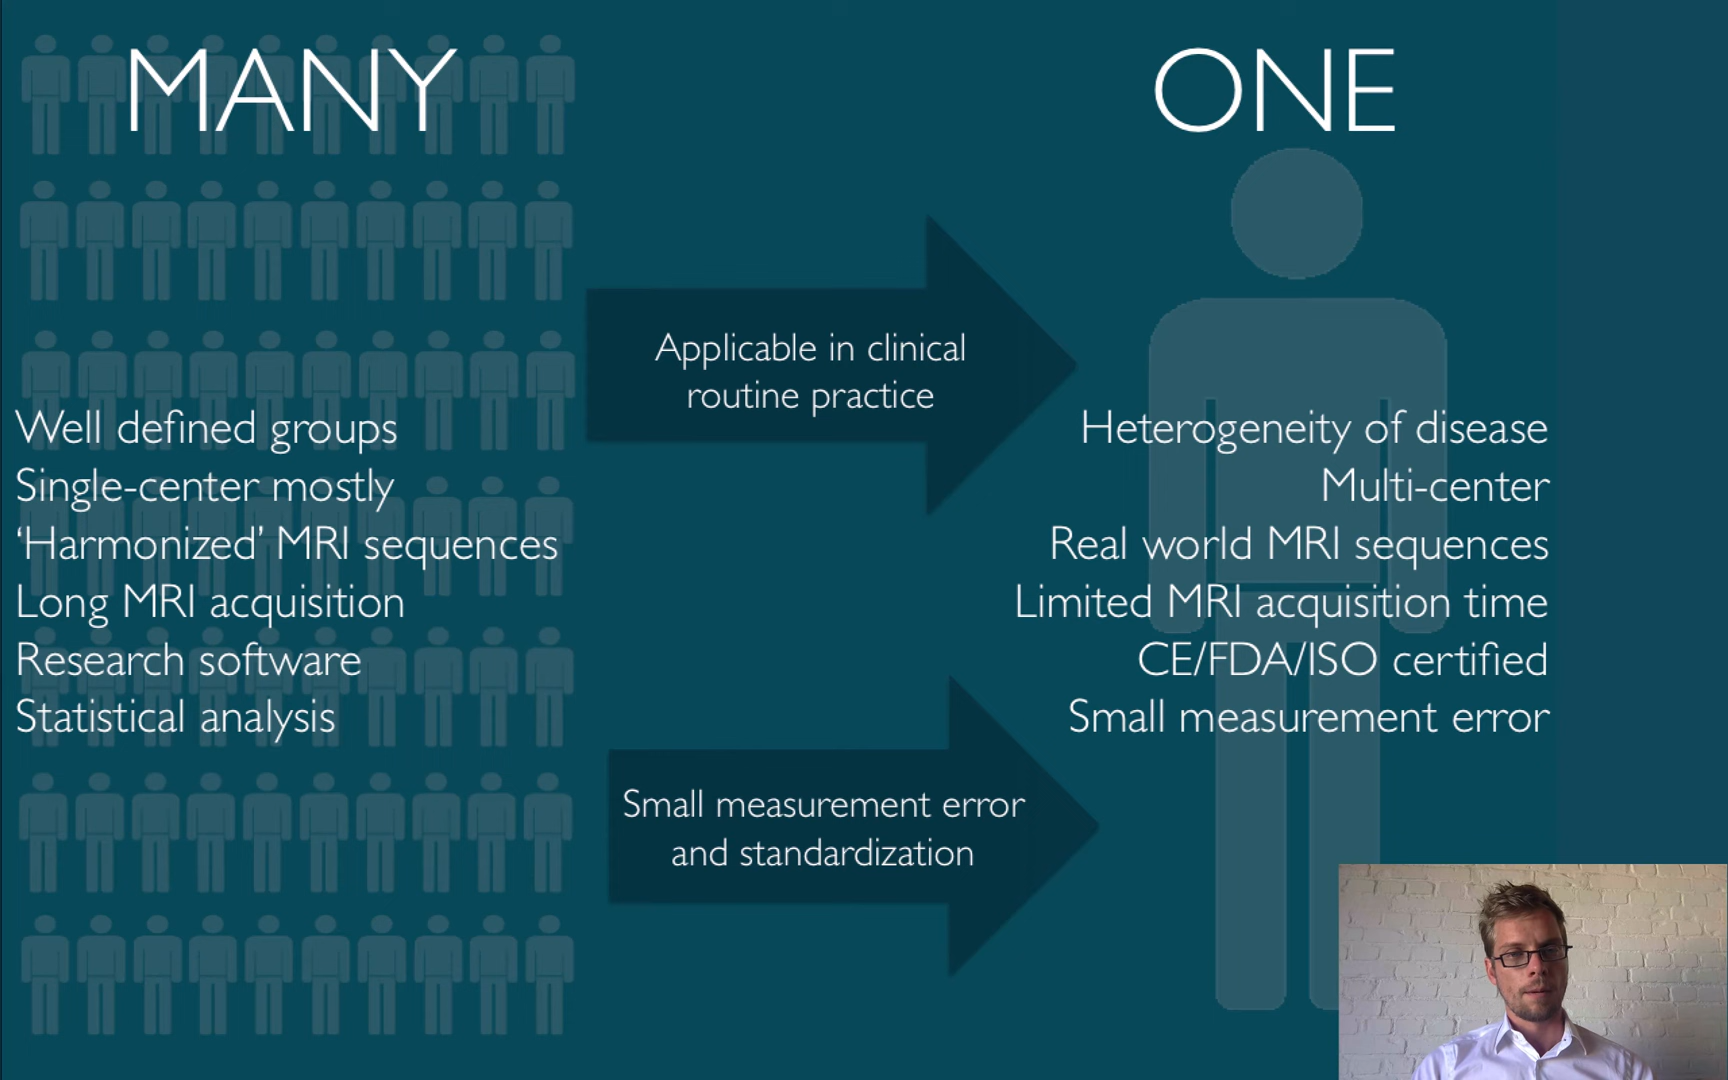 MANY
ONE
Applicable in clinical
routine practice
Well defined groups
Single-center mostly
‘Harmonized’ MRI sequences
Long MRI acquisition
Research software
Statistical analysis
Heterogeneity of disease
Multi-center
Real world MRI sequences
Limited MRI acquisition time
CE/FDA/ISO certified
Small measurement error
Small measurement error
and standardization